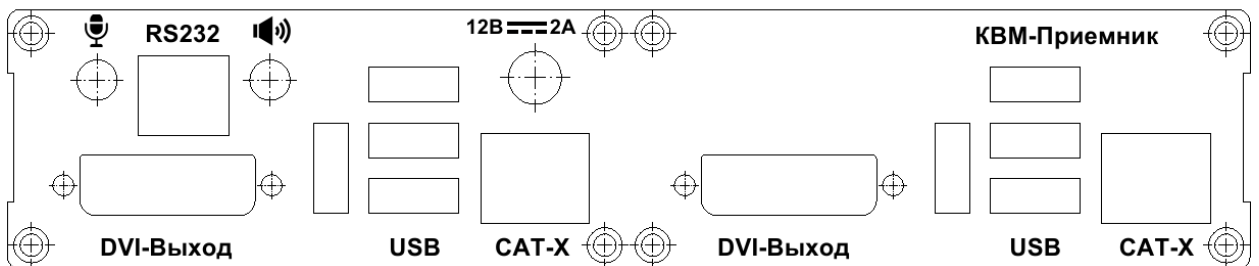 RS232
12В 2А
КВМ-Приемник
DVI-Выход
USB
CAT-X
DVI-Выход
USB
CAT-X